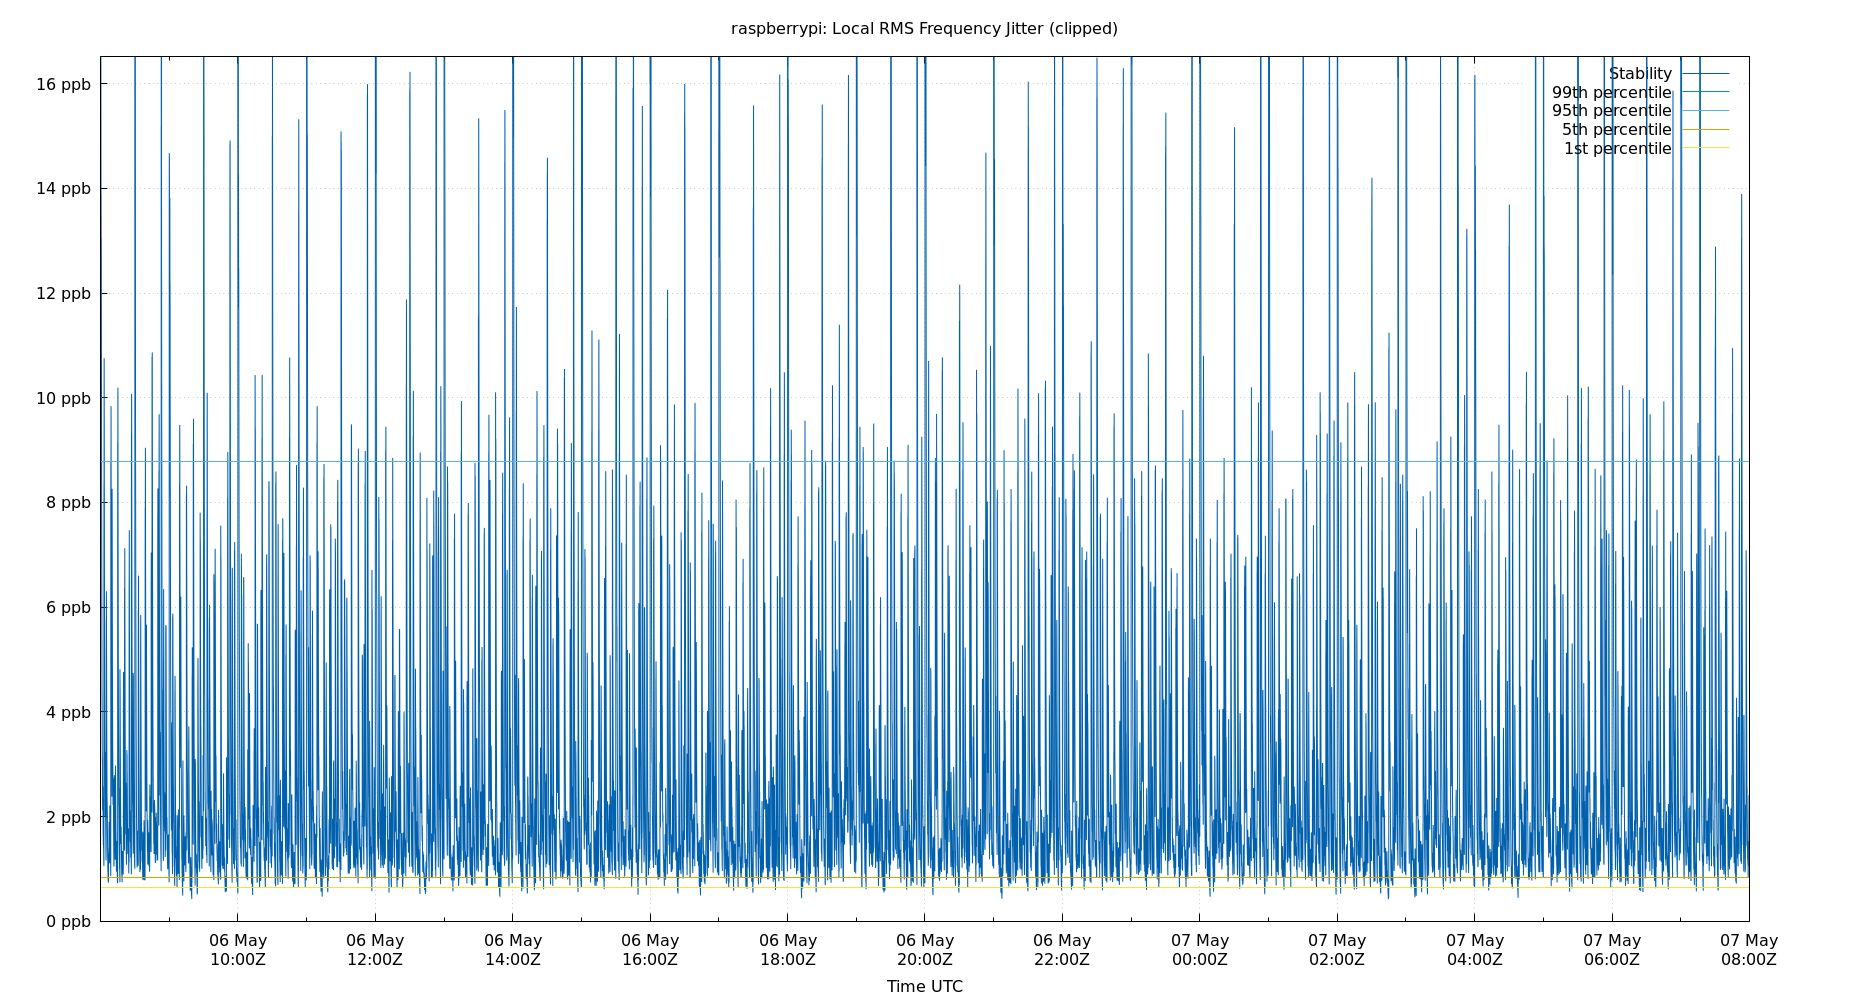 raspberrypi: Local RMS Frequency Jitter (clipped)
Stability
99th percentile
95th percentile
5th percentile
1st percentile
16 ppb
14 ppb
12 ppb
10 ppb
8 ppb
6 ppb
4 ppb
2 ppb
0 ppb
06 May 06 May 06 May 06 May 06 May 06 May 06 May 07 May 07 May 07 May 07 May 07 May
10:00Z 12:00Z 14:00Z 16:00Z 18:00Z 20:00Z 22:00Z 00:00Z 02:00Z 04:00Z 06:00Z 08:00Z
Time UTC